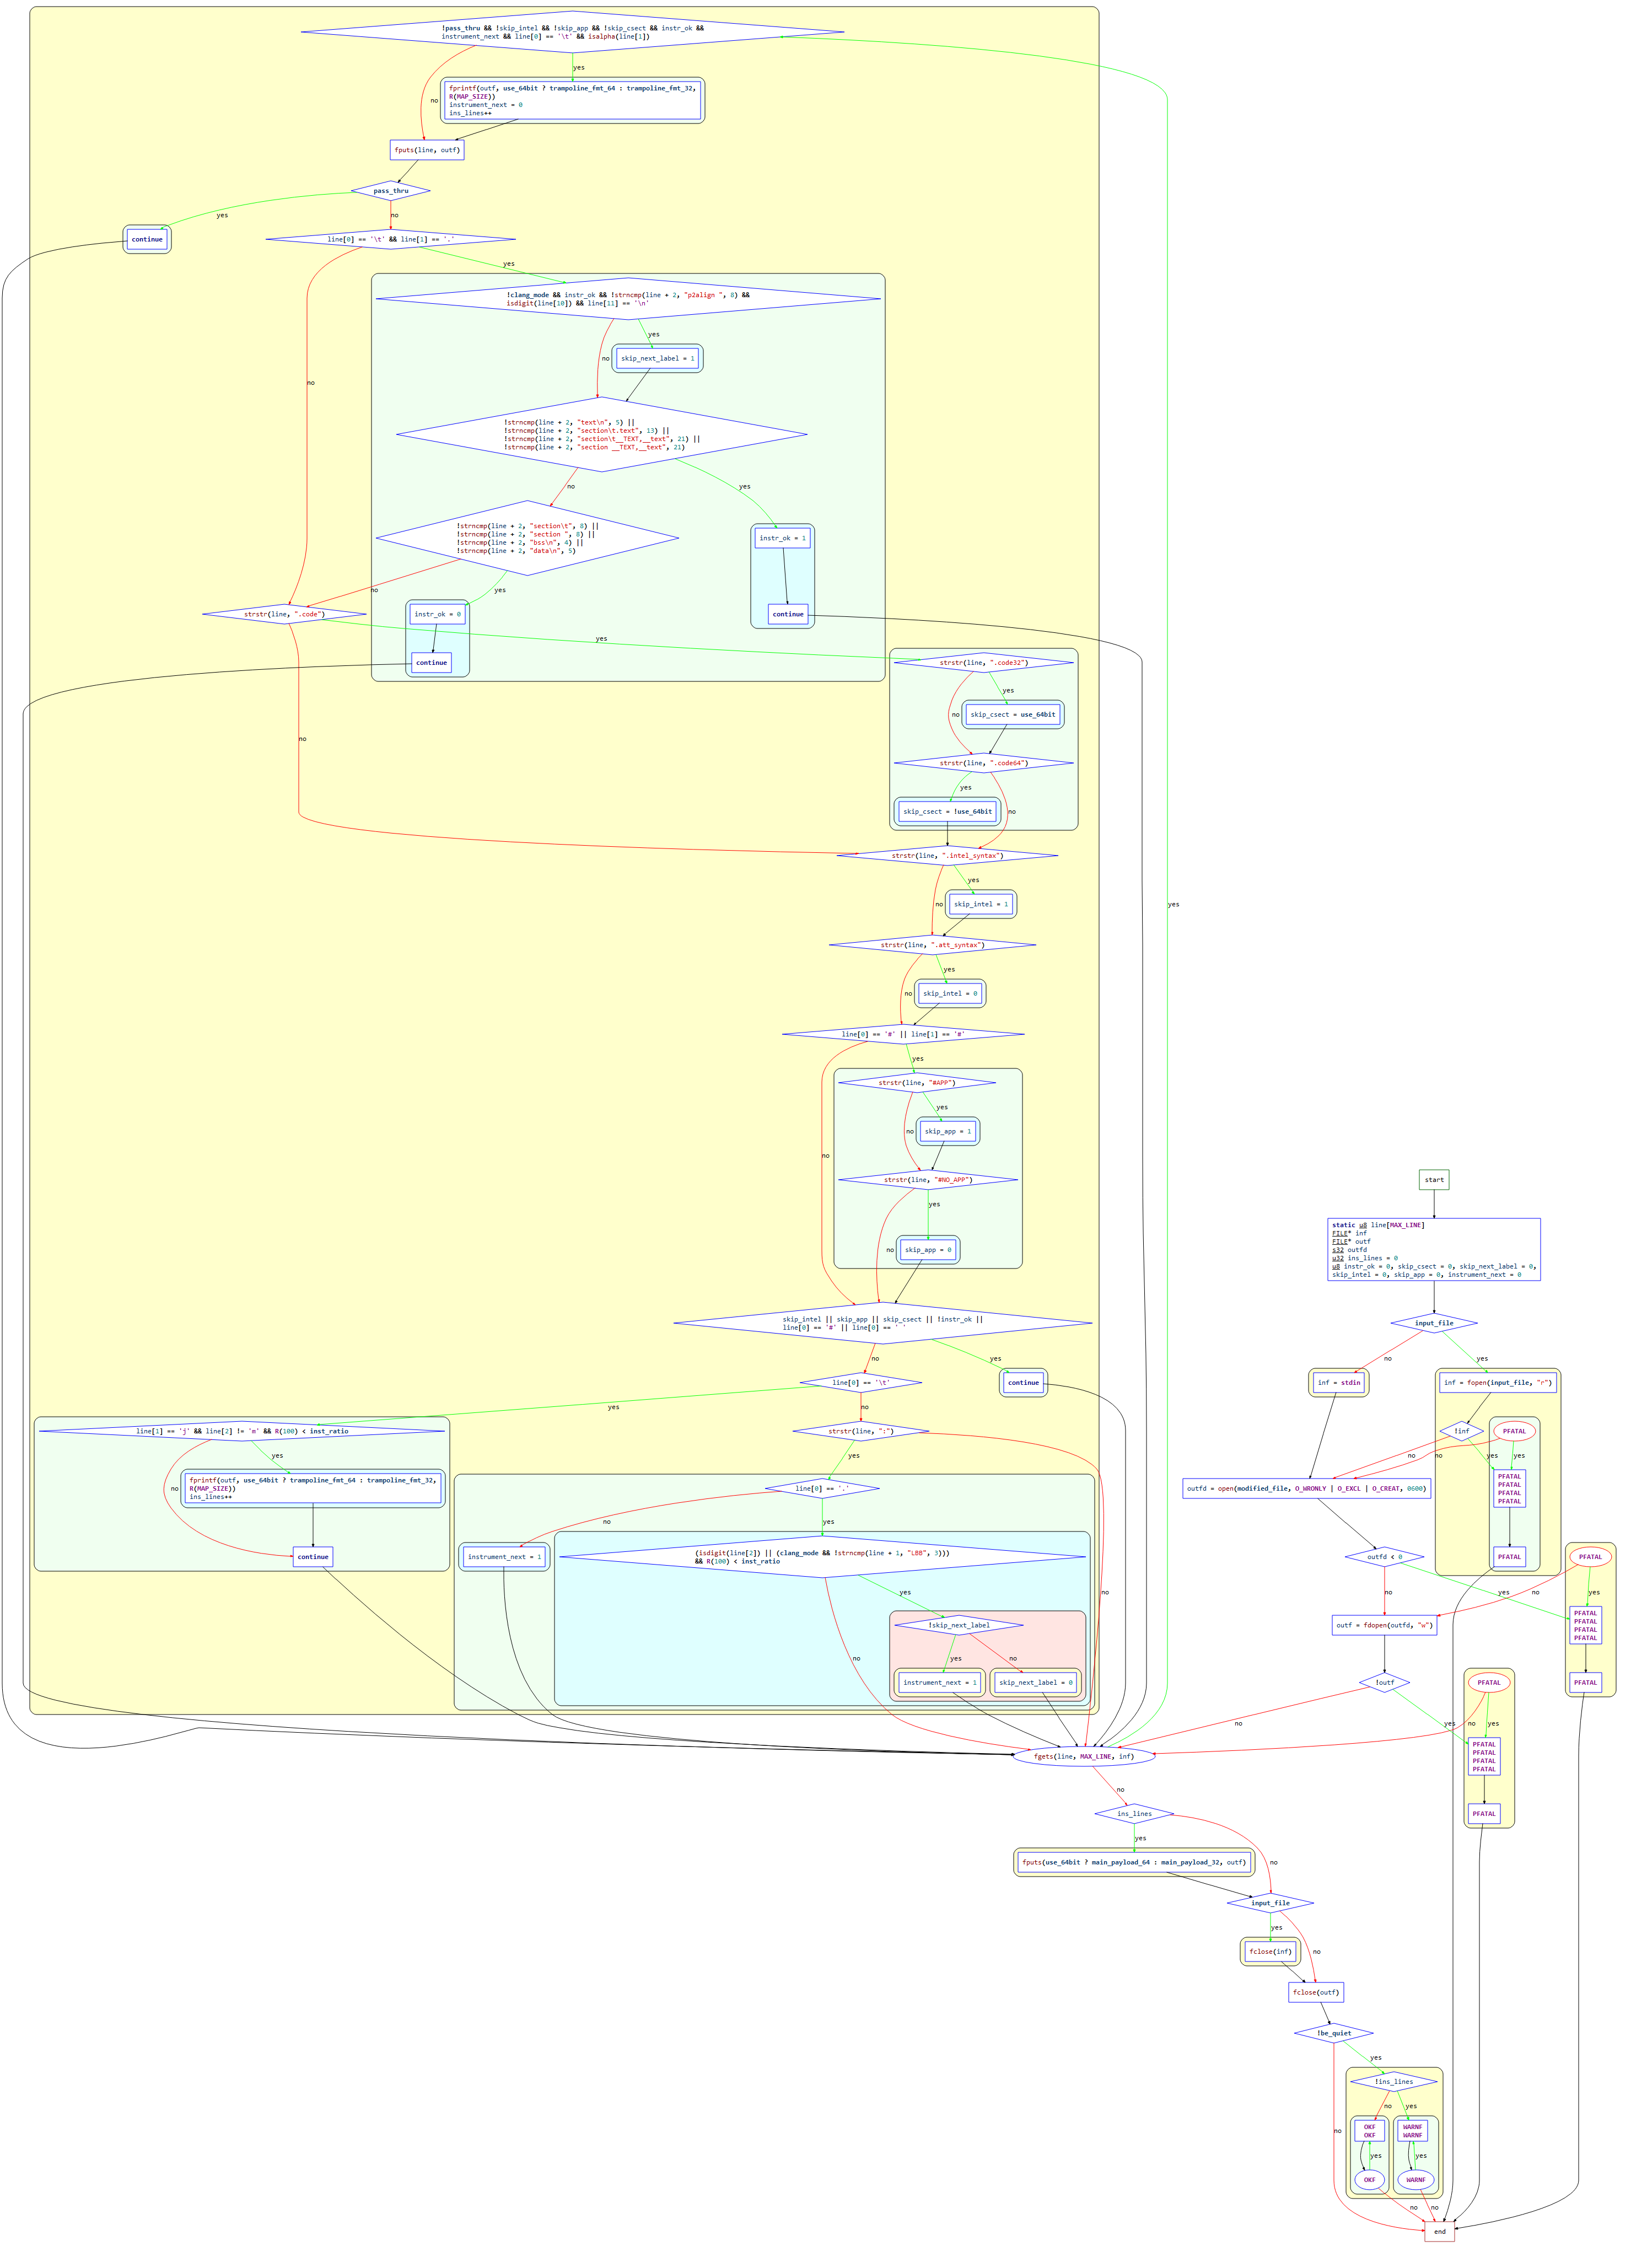 !pass_thru && !skip_intel && !skip_app && !skip_csect && instr_ok &&
instrument_next && line[0] == '\t' && isalpha(line[1])
yes
no
fprintf(outf, use_64bit ? trampoline_fmt_64 : trampoline_fmt_32,
R(MAP_SIZE))
instrument_next = 0
ins_lines++
fputs(line, outf)
pass_thru
yes
no
continue
line[0] == '\t' && line[1] == '.'
yes
no
!clang_mode && instr_ok && !strncmp(line + 2, "p2align ", 8) &&
isdigit(line[10]) && line[11] == '\n'
yes
no
skip_next_label = 1
!strncmp(line + 2, "text\n", 5) ||
!strncmp(line + 2, "section\t.text", 13) ||
!strncmp(line + 2, "section\t__TEXT,__text", 21) ||
!strncmp(line + 2, "section __TEXT,__text", 21)
no
yes
!strncmp(line + 2, "section\t", 8) ||
!strncmp(line + 2, "section ", 8) ||
!strncmp(line + 2, "bss\n", 4) ||
!strncmp(line + 2, "data\n", 5)
instr_ok = 1
continue
no
yes
instr_ok = 0
continue
strstr(line, ".code")
yes
no
strstr(line, ".code32")
yes
no
skip_csect = use_64bit
strstr(line, ".code64")
yes
no
skip_csect = !use_64bit
strstr(line, ".intel_syntax")
yes
no
skip_intel = 1
strstr(line, ".att_syntax")
yes
no
skip_intel = 0
line[0] == '#' || line[1] == '#'
yes
no
strstr(line, "#APP")
yes
no
skip_app = 1
strstr(line, "#NO_APP")
yes
no
skip_app = 0
skip_intel || skip_app || skip_csect || !instr_ok ||
line[0] == '#' || line[0] == ' '
no
yes
continue
line[0] == '\t'
yes
no
line[1] == 'j' && line[2] != 'm' && R(100) < inst_ratio
yes
no
fprintf(outf, use_64bit ? trampoline_fmt_64 : trampoline_fmt_32,
R(MAP_SIZE))
ins_lines++
continue
strstr(line, ":")
yes
no
line[0] == '.'
no
yes
instrument_next = 1
(isdigit(line[2]) || (clang_mode && !strncmp(line + 1, "LBB", 3)))
&& R(100) < inst_ratio
yes
no
!skip_next_label
yes
no
instrument_next = 1
skip_next_label = 0
yes
start
static u8 line[MAX_LINE]
FILE* inf
FILE* outf
s32 outfd
u32 ins_lines = 0
u8 instr_ok = 0, skip_csect = 0, skip_next_label = 0,
skip_intel = 0, skip_app = 0, instrument_next = 0
input_file
no
yes
inf = stdin
inf = fopen(input_file, "r")
!inf
no
yes
PFATAL
yes
PFATAL
PFATAL
PFATAL
PFATAL
PFATAL
outfd = open(modified_file, O_WRONLY | O_EXCL | O_CREAT, 0600)
outfd < 0
no
yes
PFATAL
no
yes
PFATAL
PFATAL
PFATAL
PFATAL
PFATAL
outf = fdopen(outfd, "w")
!outf
no
yes
PFATAL
no
yes
PFATAL
PFATAL
PFATAL
PFATAL
PFATAL
fgets(line, MAX_LINE, inf)
no
ins_lines
yes
no
fputs(use_64bit ? main_payload_64 : main_payload_32, outf)
input_file
yes
no
fclose(inf)
fclose(outf)
!be_quiet
yes
no
!ins_lines
no
yes
OKF
OKF
WARNF
WARNF
yes
yes
OKF
WARNF
no
no
end